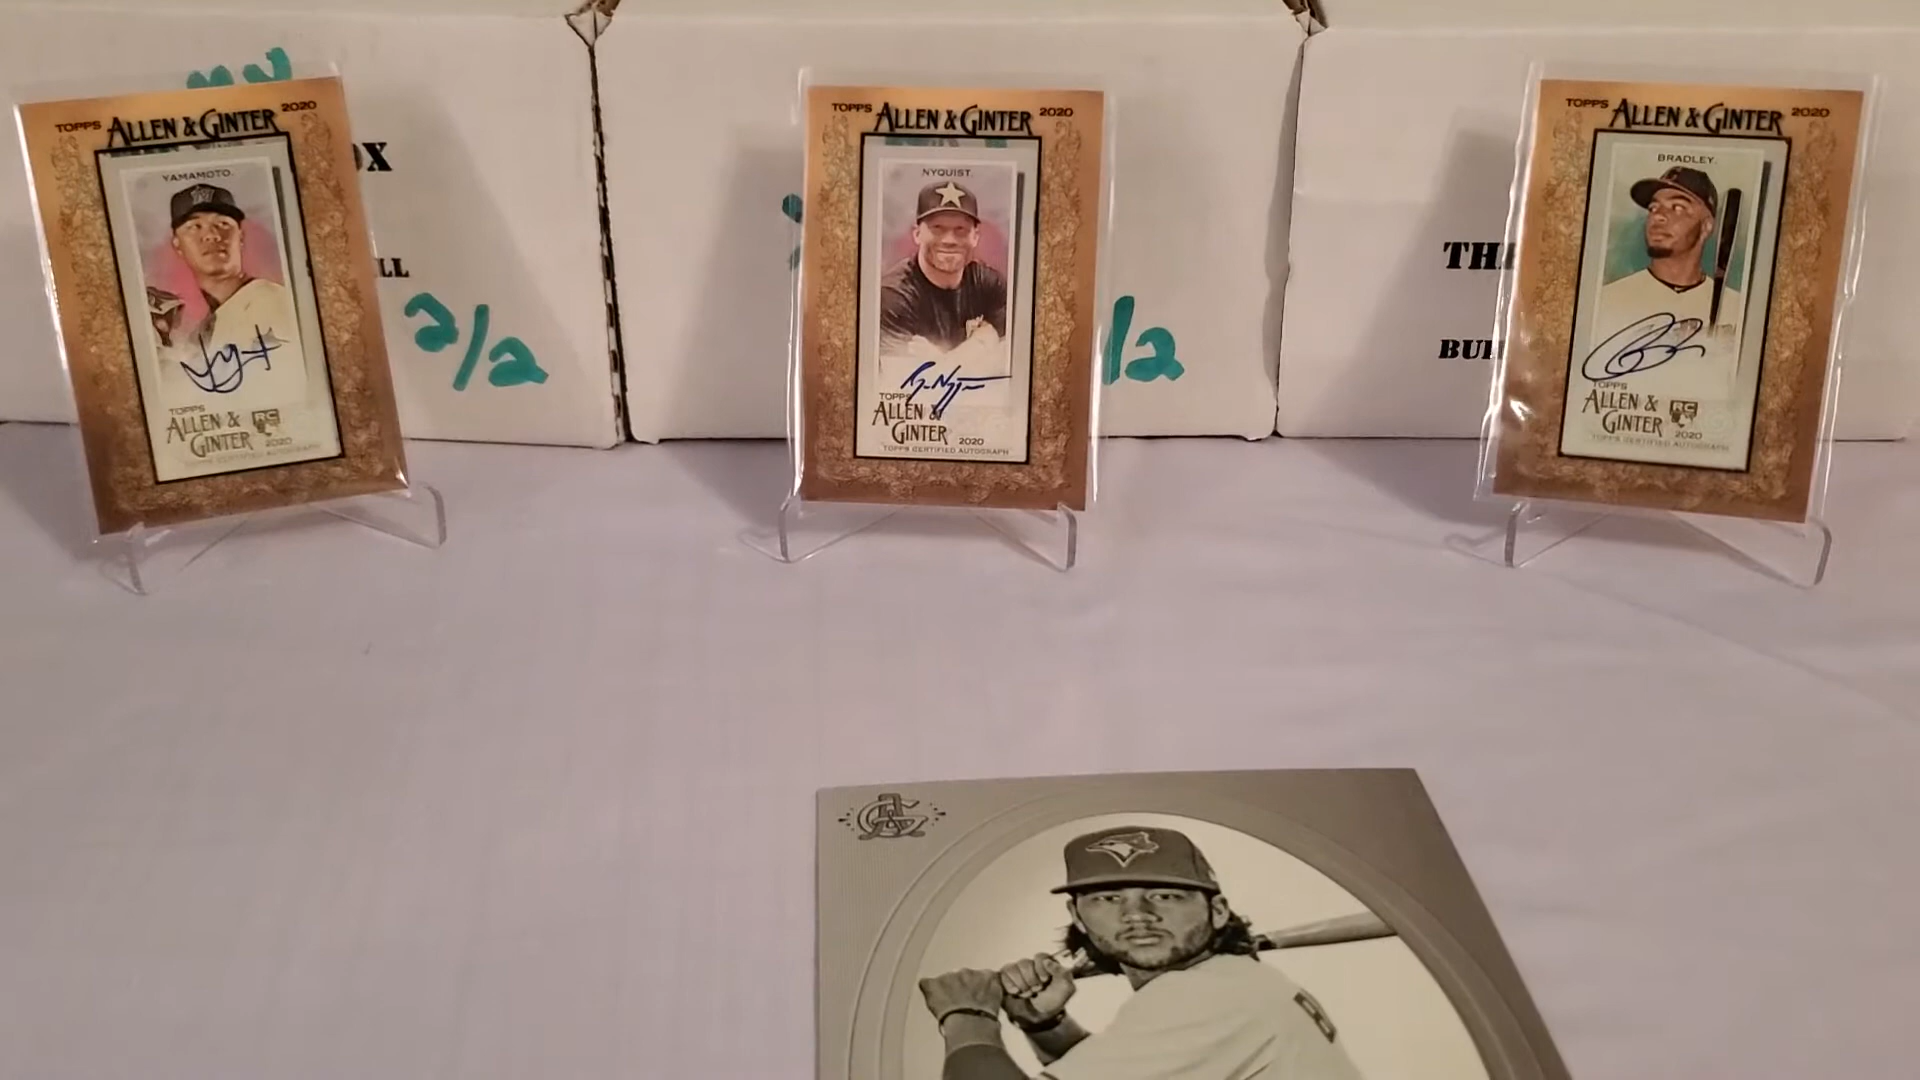 TOPPS ALLEN & GINTER 2020
YAMAMOTO.
TOPPS
ALLEN &
GINTER
RC
2020
TOPPS CERTIFIED AUTOGRAPH
OX
LL
2/2
TOPPS ALLEN & GINTER 2020
NYQUIST.
TOPPS
ALLEN &
GINTER
2020
TOPPS CERTIFIED AUTOGRAPH
/2
TH
BUI
TOPPS ALLEN & GINTER 2020
BRADLEY.
TOPPS
ALLEN &
GINTER
RC
2020
TOPPS CERTIFIED AUTOGRAPH
8